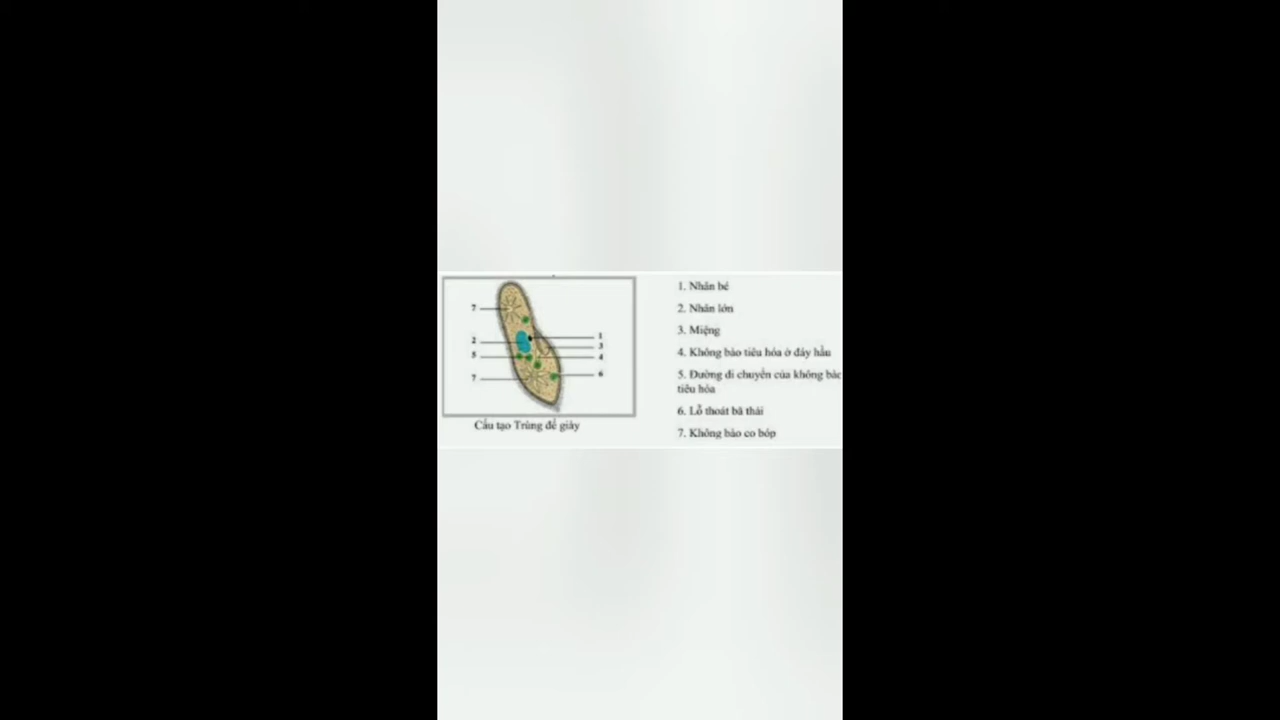 7
2
5
7
1
3
4
6
Cấu tạo Trùng đế giày
1. Nhân bé
2. Nhân lớn
3. Miệng
4. Không bào tiêu hóa ở đáy hầu
5. Đường di chuyển của không bào
tiêu hóa
6. Lỗ thoát bã thải
7. Không bào co bóp